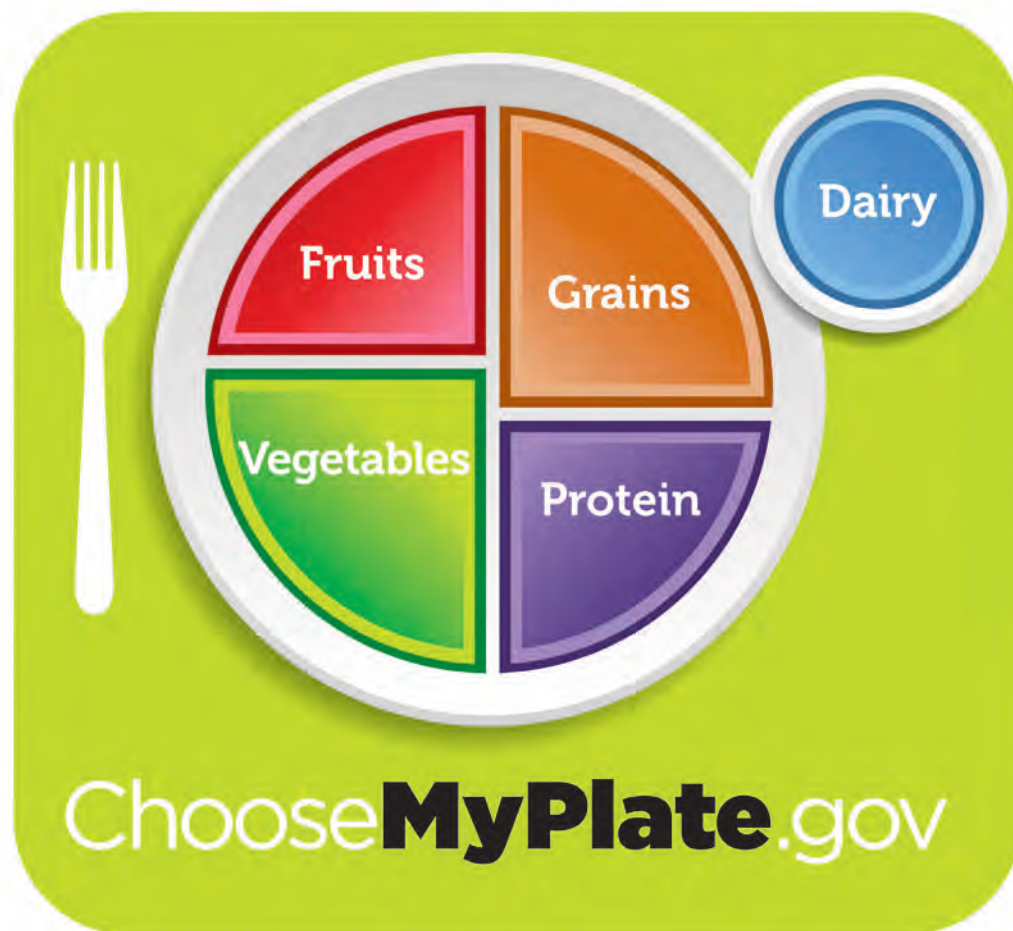 Fruits
Grains
Dairy
Vegetables
Protein
ChooseMyPlate.gov